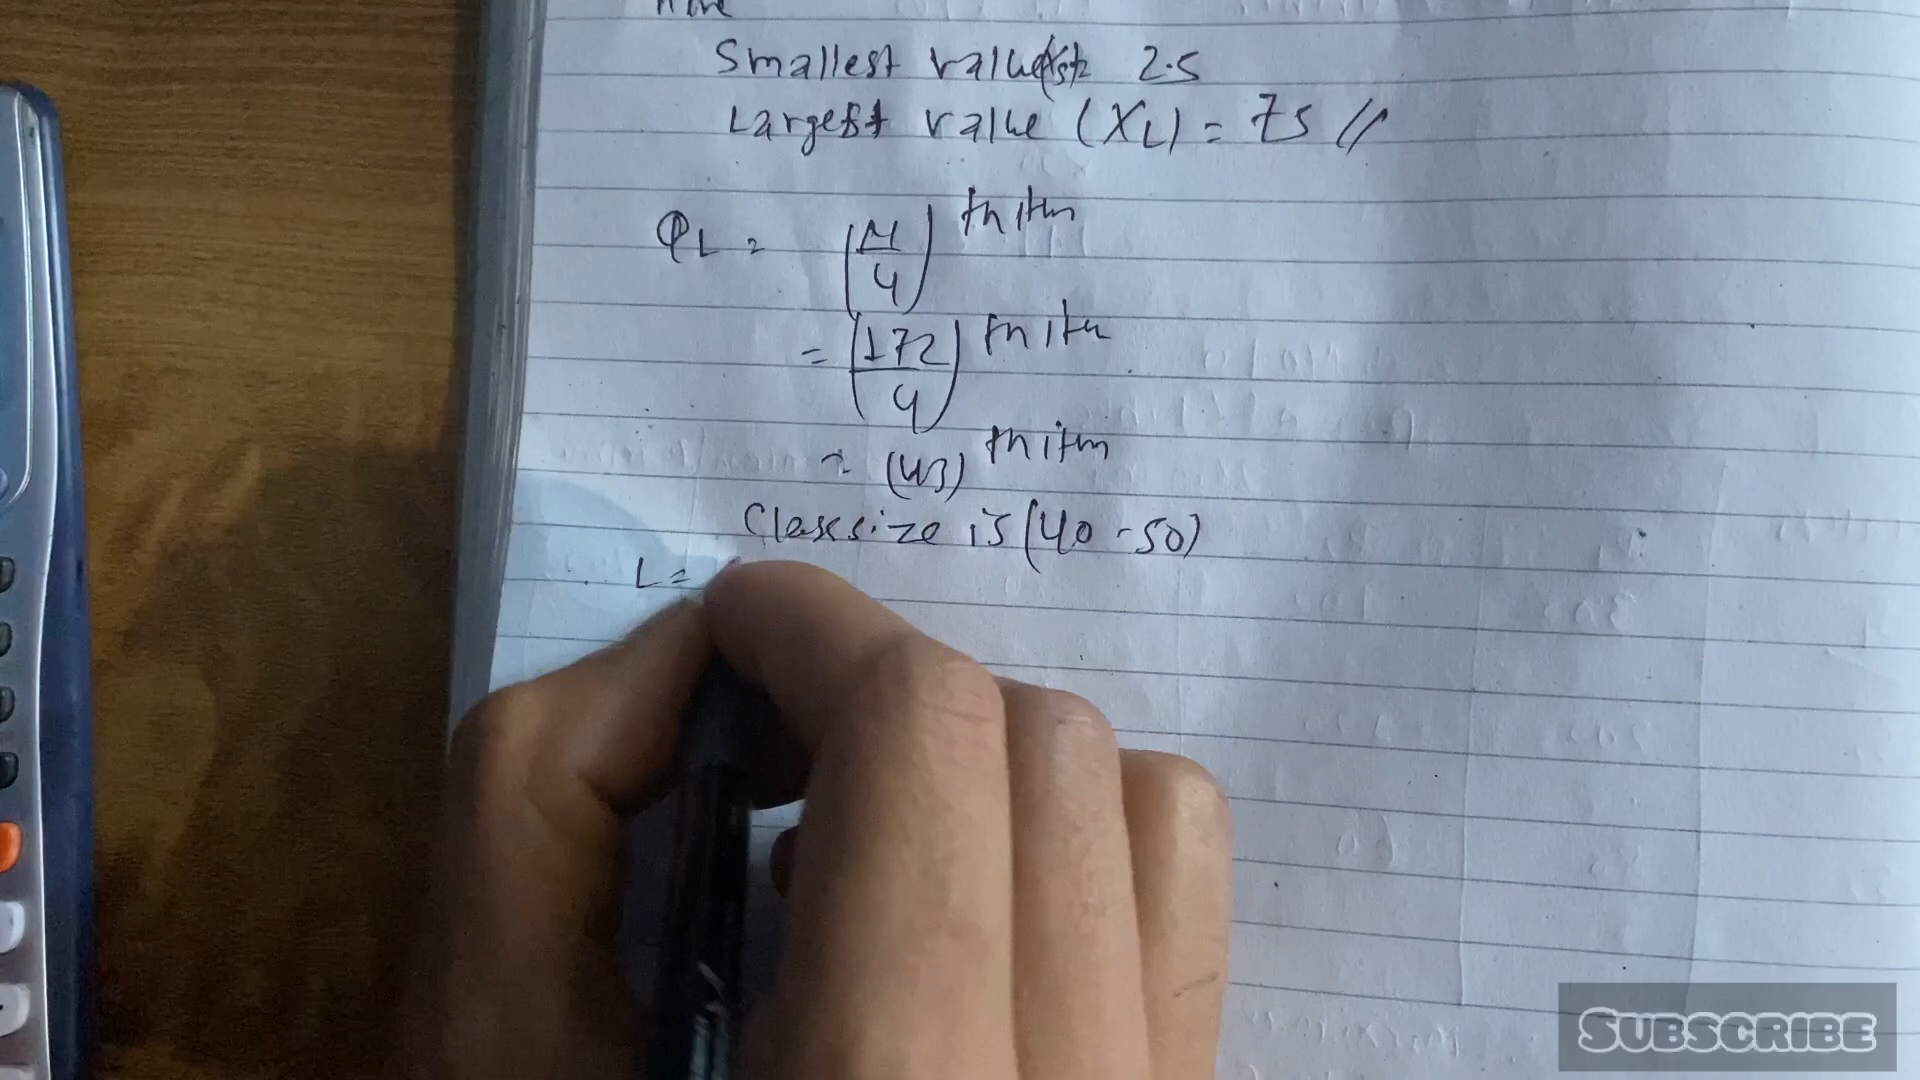 Smallest value(Xs)= 2.5
Largest value (XL) = 75 //
QL = (N/4) th item
= (172/4) th item
= (43) th item
Class size is (40 - 50)
L =
SUBSCRIBE